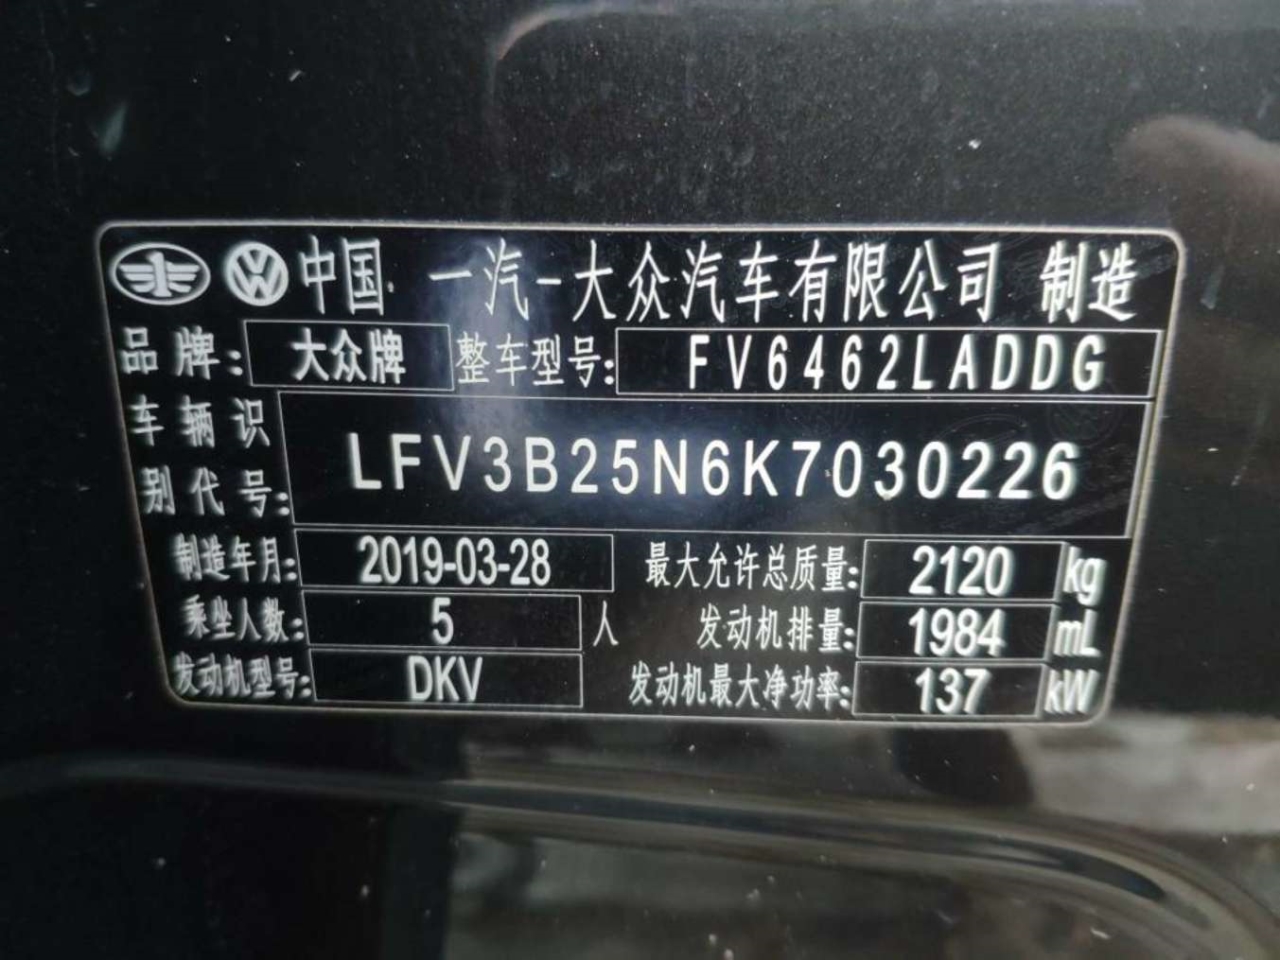 中国 一汽-大众汽车有限公司 制造
品牌: 大众牌 整车型号: FV6462LADDG
车辆识别代号: LFV3B25N6K7030226
制造年月: 2019-03-28 最大允许总质量: 2120 kg
乘坐人数: 5 人 发动机排量: 1984 mL
发动机型号: DKV 发动机最大净功率: 137 kW